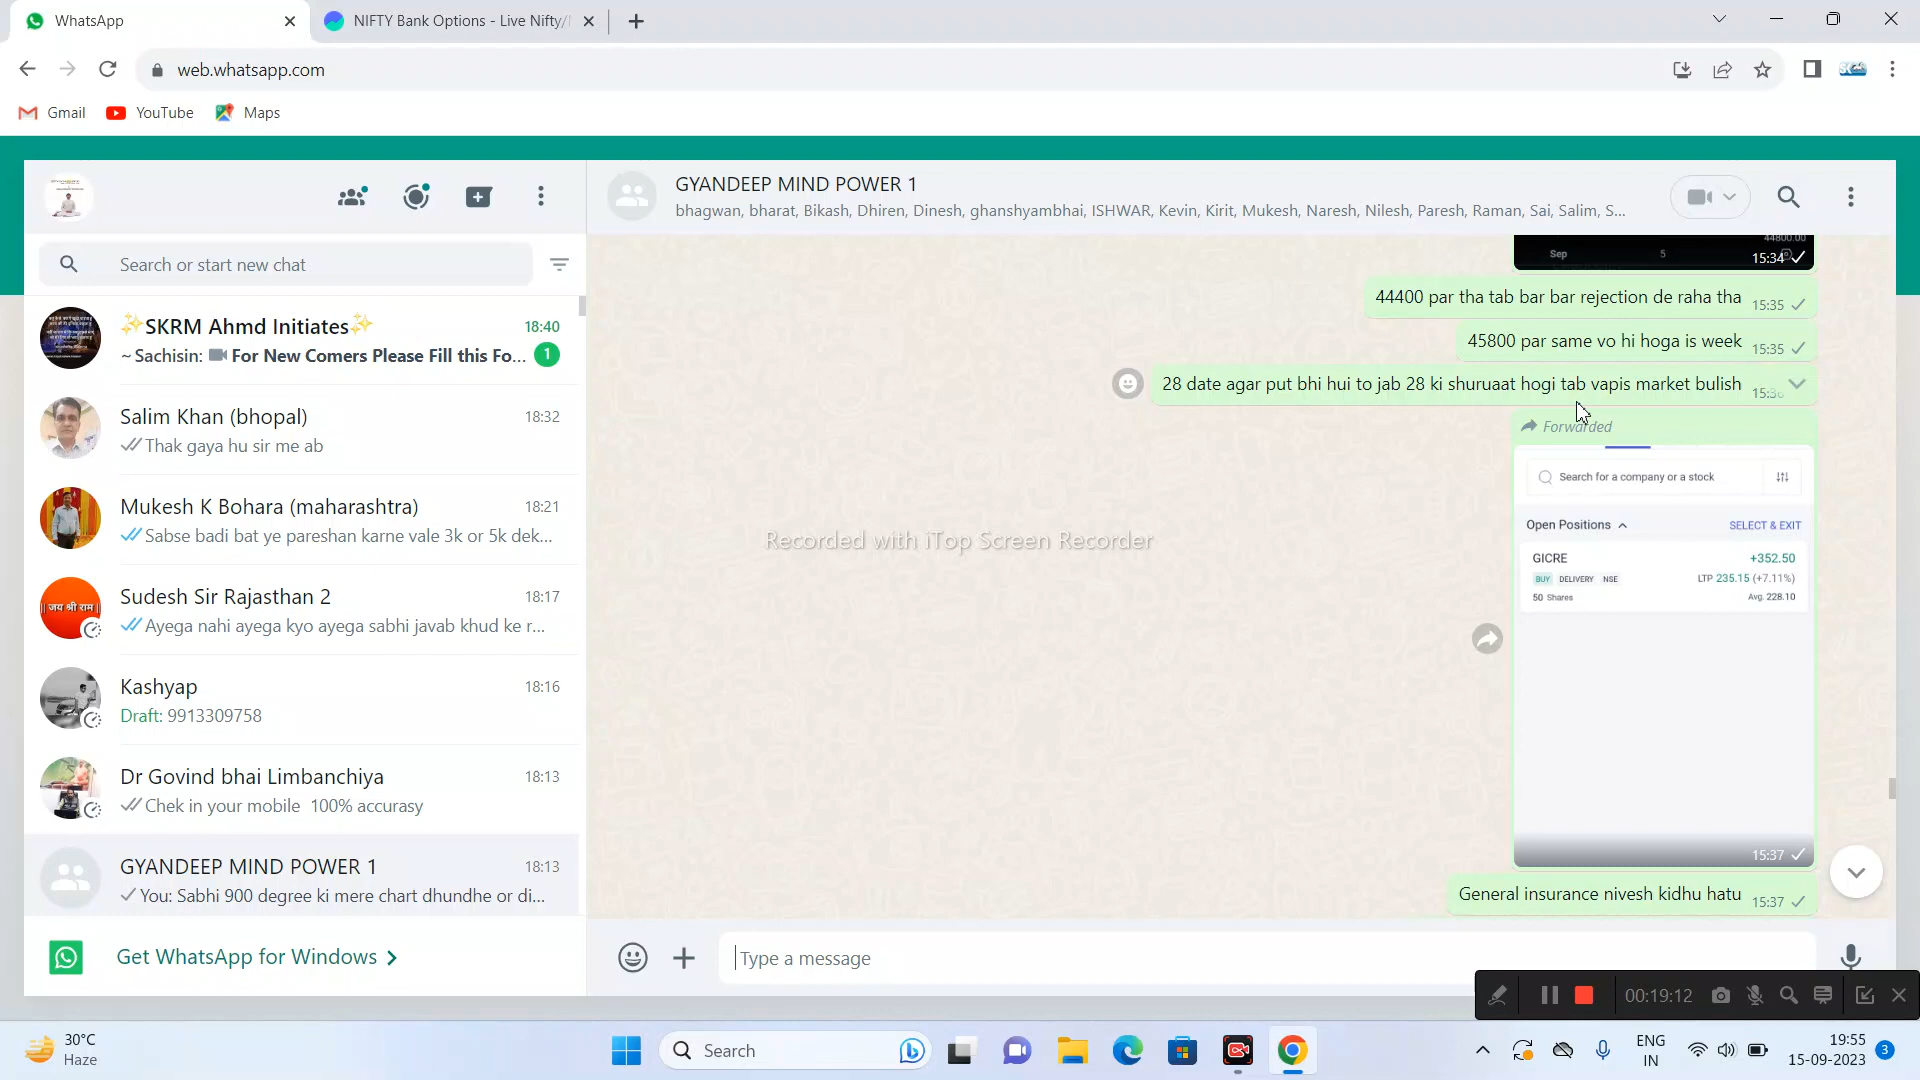 WhatsApp
NIFTY Bank Options - Live Nifty/
web.whatsapp.com
Gmail
YouTube
Maps
GYANDEEP MIND POWER 1
bhagwan, bharat, Bikash, Dhiren, Dinesh, ghanshyambhai, ISHWAR, Kevin, Kirit, Mukesh, Naresh, Nilesh, Paresh, Raman, Sai, Salim, S...
Search or start new chat
✨SKRM Ahmd Initiates✨
18:40
~ Sachisin: For New Comers Please Fill this Fo...
1
Salim Khan (bhopal)
18:32
Thak gaya hu sir me ab
Mukesh K Bohara (maharashtra)
18:21
Sabse badi bat ye pareshan karne vale 3k or 5k dek...
|| जय श्री राम ||
Sudesh Sir Rajasthan 2
18:17
Ayega nahi ayega kyo ayega sabhi javab khud ke r...
Kashyap
18:16
Draft: 9913309758
Dr Govind bhai Limbanchiya
18:13
Chek in your mobile 100% accurasy
GYANDEEP MIND POWER 1
18:13
You: Sabhi 900 degree ki mere chart dhundhe or di...
Get WhatsApp for Windows
44800.00
Sep 5
15:34
44400 par tha tab bar bar rejection de raha tha 15:35
45800 par same vo hi hoga is week 15:35
28 date agar put bhi hui to jab 28 ki shuruaat hogi tab vapis market bulish
Forwarded
Search for a company or a stock
Open Positions
SELECT & EXIT
GICRE
+352.50
BUY DELIVERY NSE
LTP 235.15 (+7.11%)
50 Shares
Avg. 228.10
15:37
General insurance nivesh kidhu hatu 15:37
Recorded with iTop Screen Recorder
Type a message
00:19:12
30°C
Haze
Search
ENG
IN
19:55
15-09-2023
3